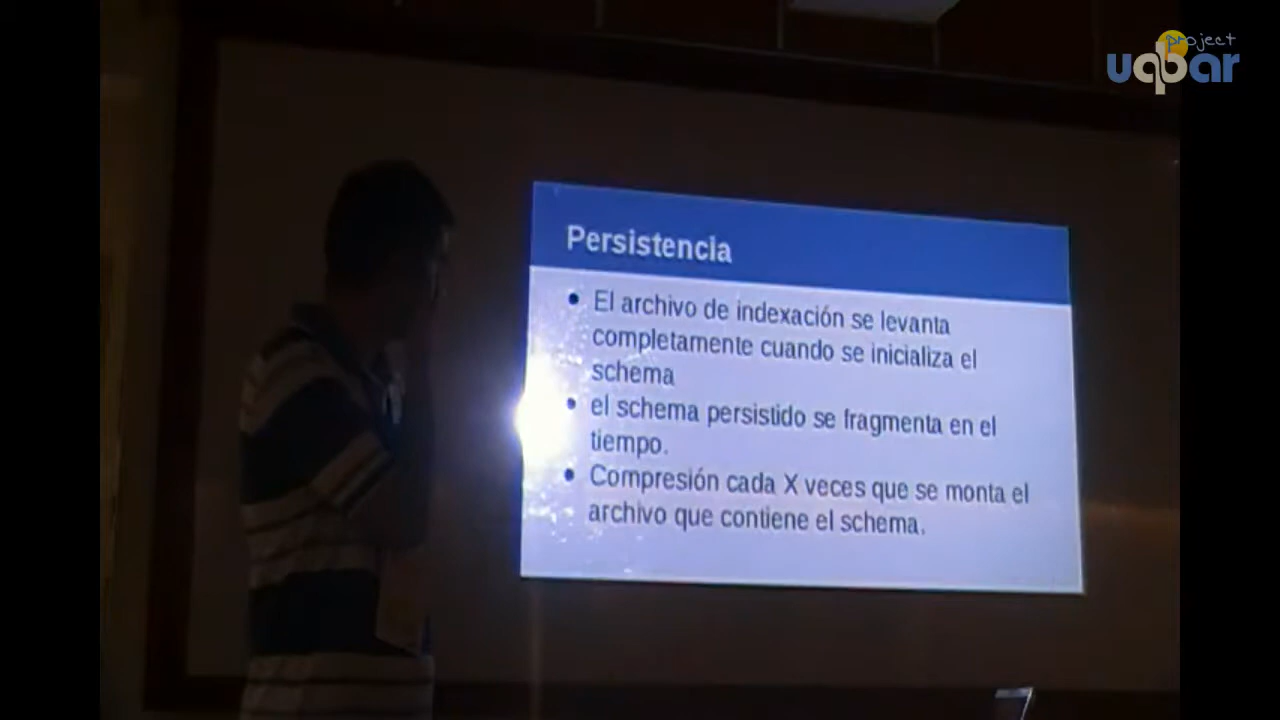 project
uqbar
Persistencia
• El archivo de indexación se levanta
completamente cuando se inicializa el
schema
• el schema persistido se fragmenta en el
tiempo.
• Compresión cada X veces que se monta el
archivo que contiene el schema.